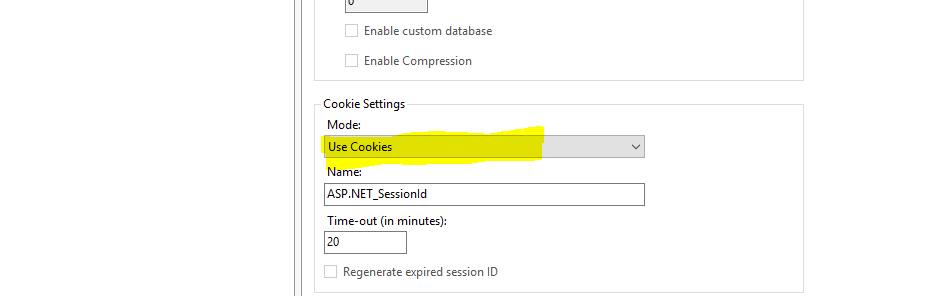 0
Enable custom database
Enable Compression
Cookie Settings
Mode:
Use Cookies
Name:
ASP.NET_SessionId
Time-out (in minutes):
20
Regenerate expired session ID